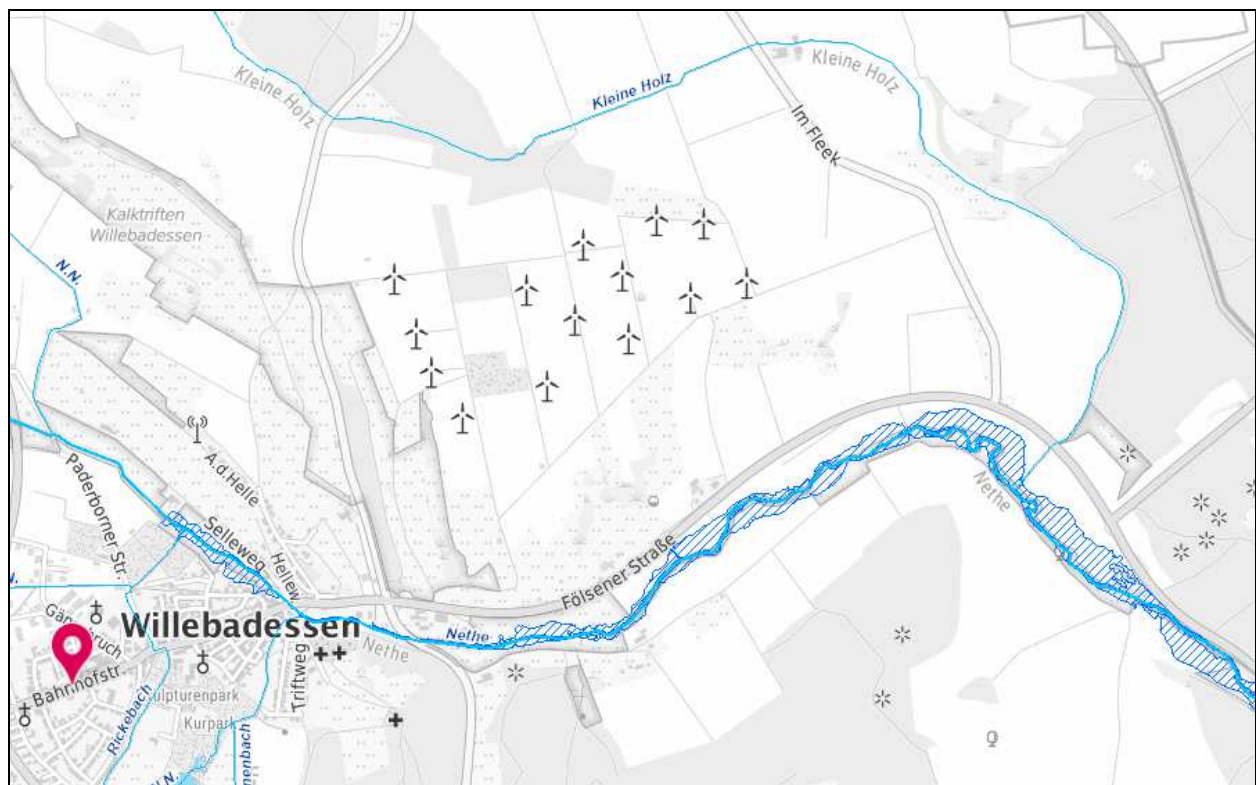 Kleine Holz
Kleine Holz
Kleine Holz
Im Fleek
Kalktriften
Willebadessen
N.N.
A.d.Helle
Paderborner Str.
Selleweg
Hellew.
Nethe
Fölsener Straße
Willebadessen
Nethe
Nethe
Bahnhofstr.
Triftweg
Kurpark
Rickebach
N.N.